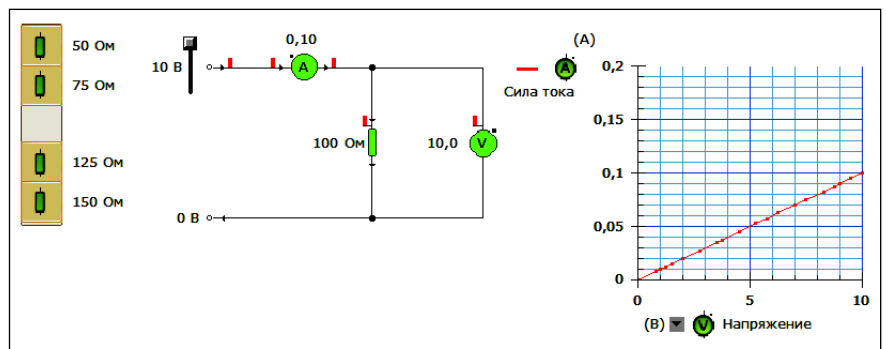 50 Ом
75 Ом
125 Ом
150 Ом
0,10
10 В
A
100 Ом
10,0
V
0 В
(А)
A
Сила тока
0,2
0,15
0,1
0,05
0
0
5
10
(В) V Напряжение